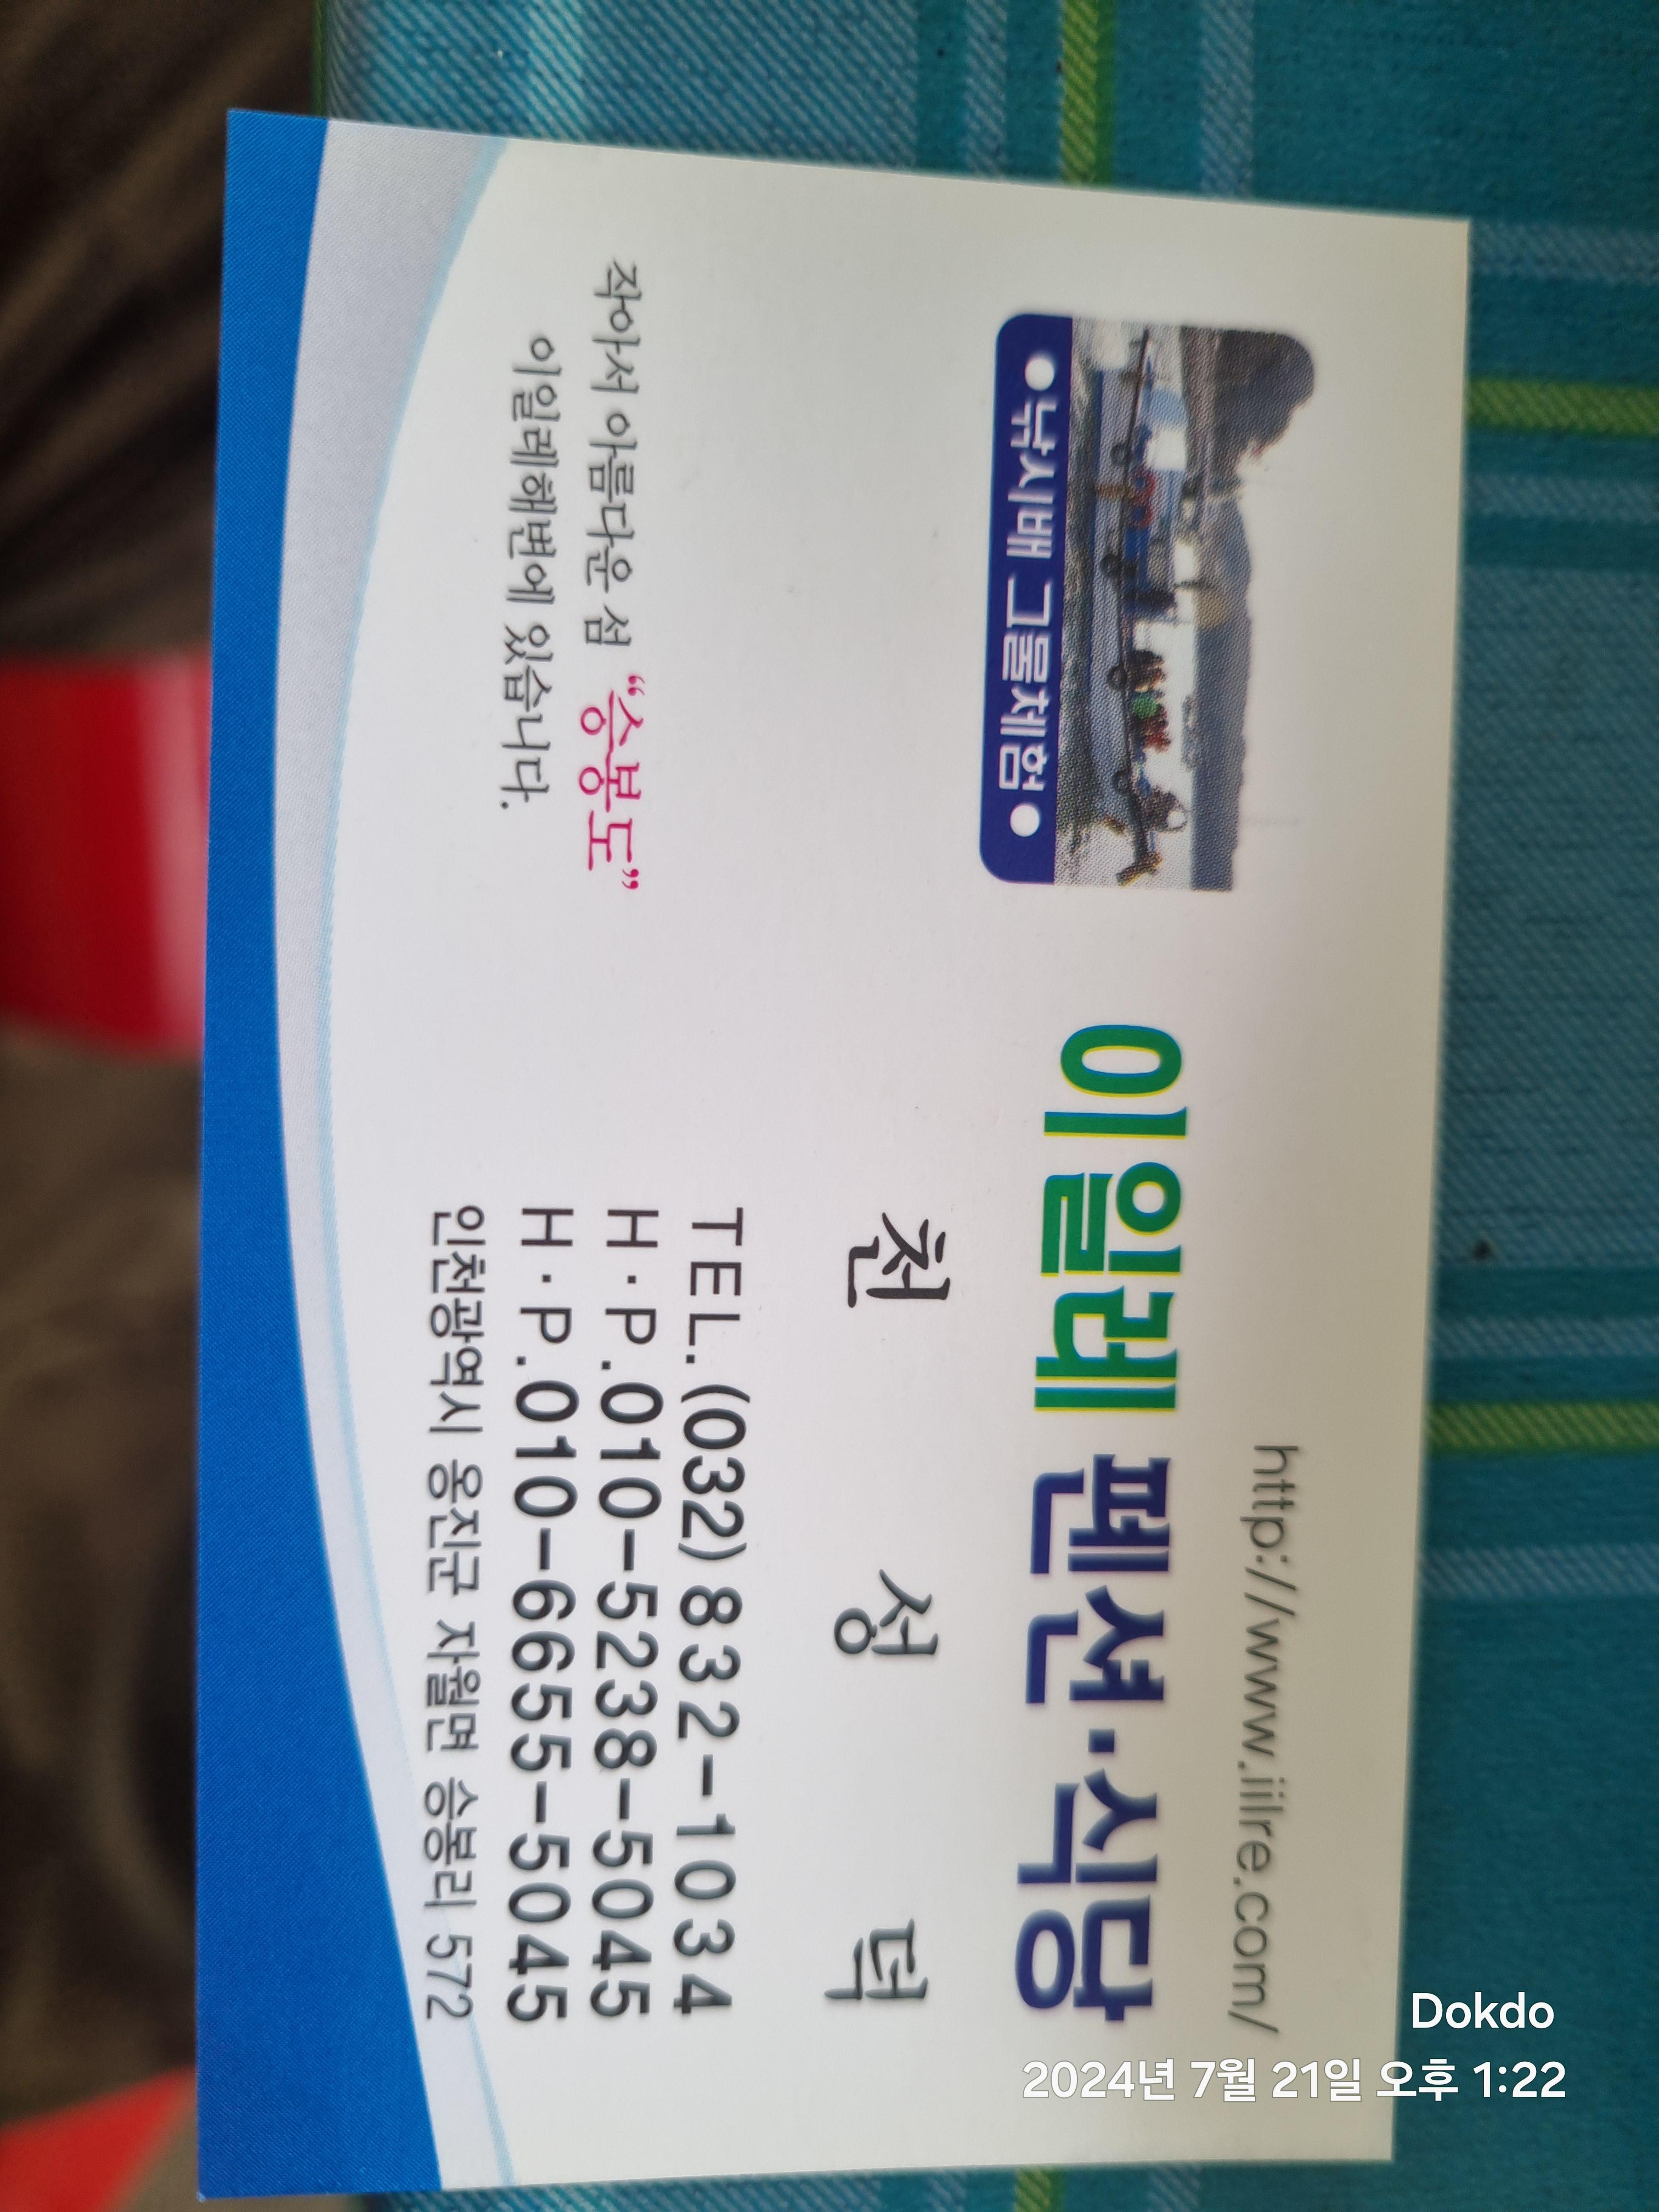 http://www.iilre.com/
이일레 펜션·식당
●낚시배 그물체험●
천 성 덕
작아서 아름다운 섬 “승봉도”
이일레해변에 있습니다.
TEL. (032) 832-1034
H·P. 010-5238-5045
H·P. 010-6655-5045
인천광역시 옹진군 자월면 승봉리 572
Dokdo
2024년 7월 21일 오후 1:22